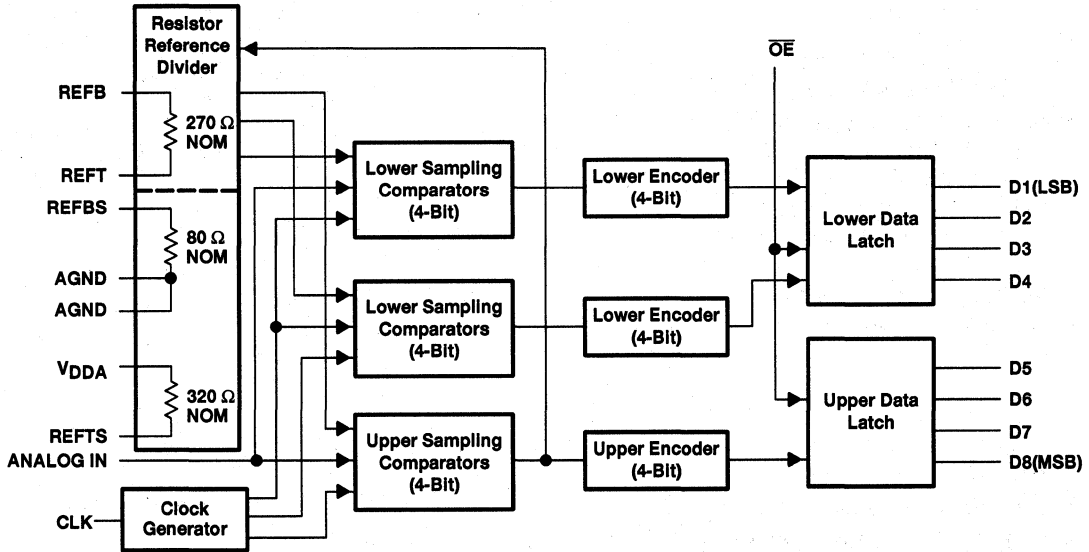 Resistor
Reference
Divider
OE
REFB
270 Ω
NOM
REFT
REFBS
80 Ω
NOM
AGND
AGND
VDDA
320 Ω
NOM
REFTS
ANALOG IN
CLK
Clock
Generator
Lower Sampling
Comparators
(4-Bit)
Lower Encoder
(4-Bit)
Lower Data
Latch
D1(LSB)
D2
D3
D4
Lower Sampling
Comparators
(4-Bit)
Lower Encoder
(4-Bit)
Upper Sampling
Comparators
(4-Bit)
Upper Encoder
(4-Bit)
Upper Data
Latch
D5
D6
D7
D8(MSB)